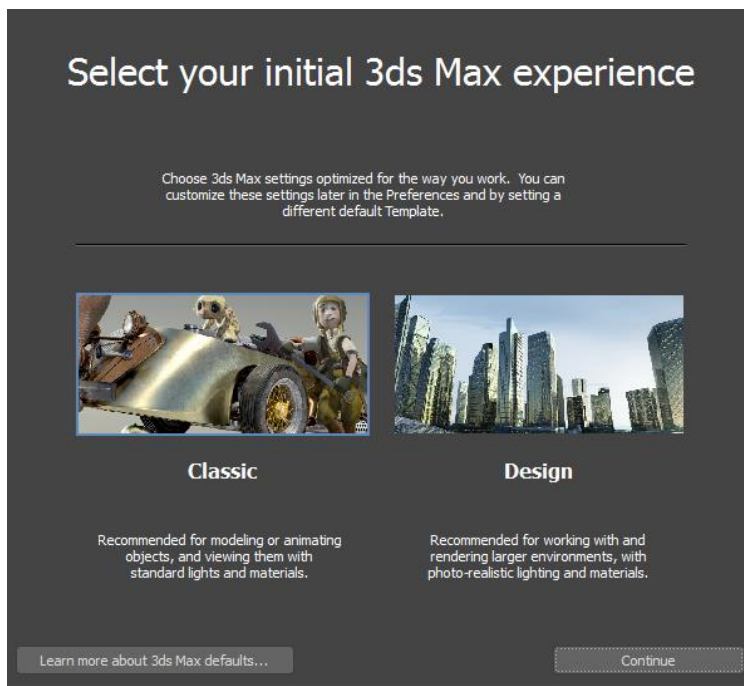 Select your initial 3ds Max experience
Choose 3ds Max settings optimized for the way you work. You can
customize these settings later in the Preferences and by setting a
different default Template.
Classic
Design
Recommended for modeling or animating
objects, and viewing them with
standard lights and materials.
Recommended for working with and
rendering larger environments, with
photo-realistic lighting and materials.
Learn more about 3ds Max defaults...
Continue